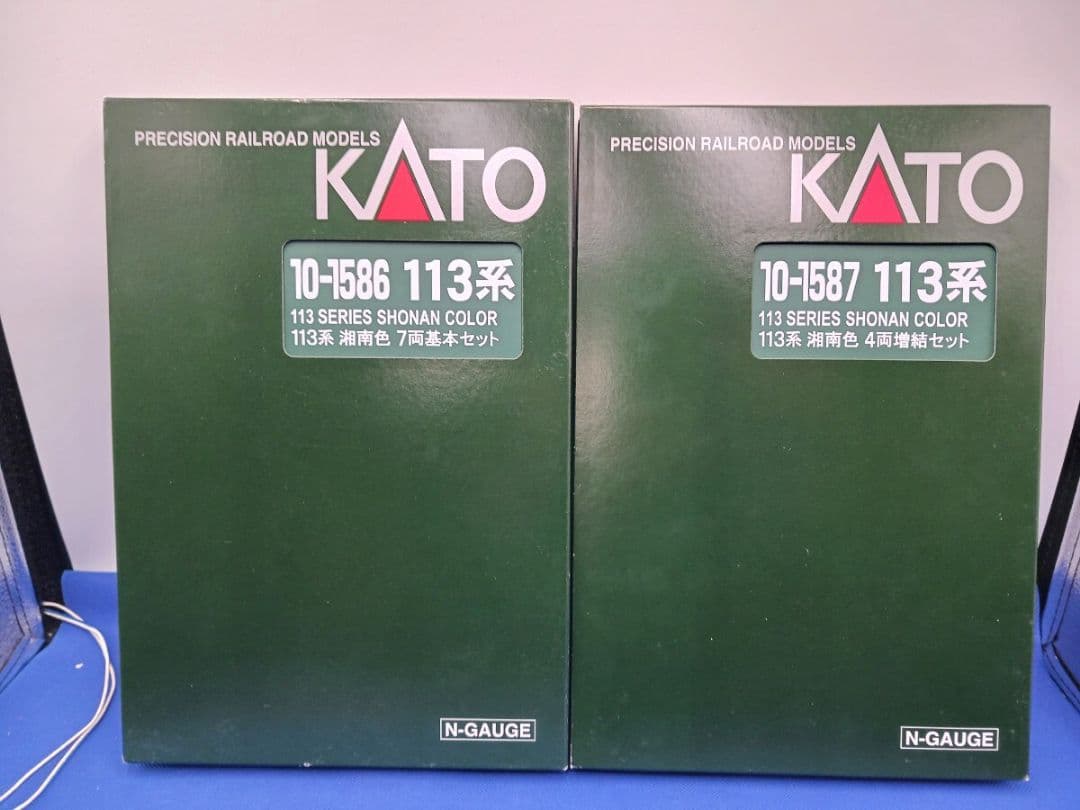 PRECISION RAILROAD MODELS
KATO
10-1586 113系
113 SERIES SHONAN COLOR
113系 湘南色 7両基本セット
N-GAUGE
PRECISION RAILROAD MODELS
KATO
10-1587 113系
113 SERIES SHONAN COLOR
113系 湘南色 4両増結セット
N-GAUGE